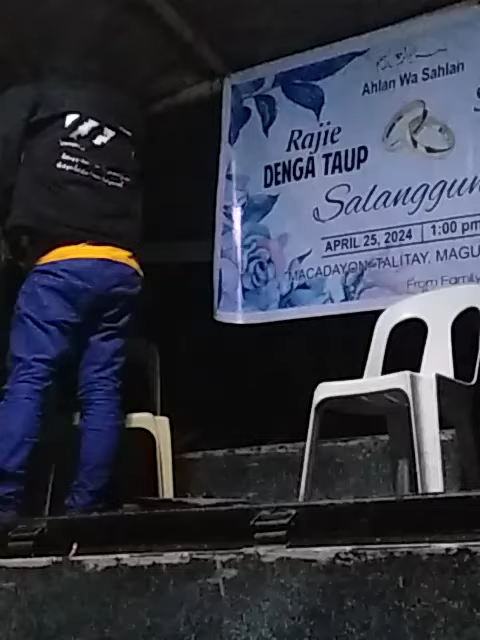 Ahlan Wa Sahlan
Rajie
DENGA TAUP
Salanggun
APRIL 25, 2024 | 1:00 pm
MACADAYON, TALITAY, MAGU
From Family